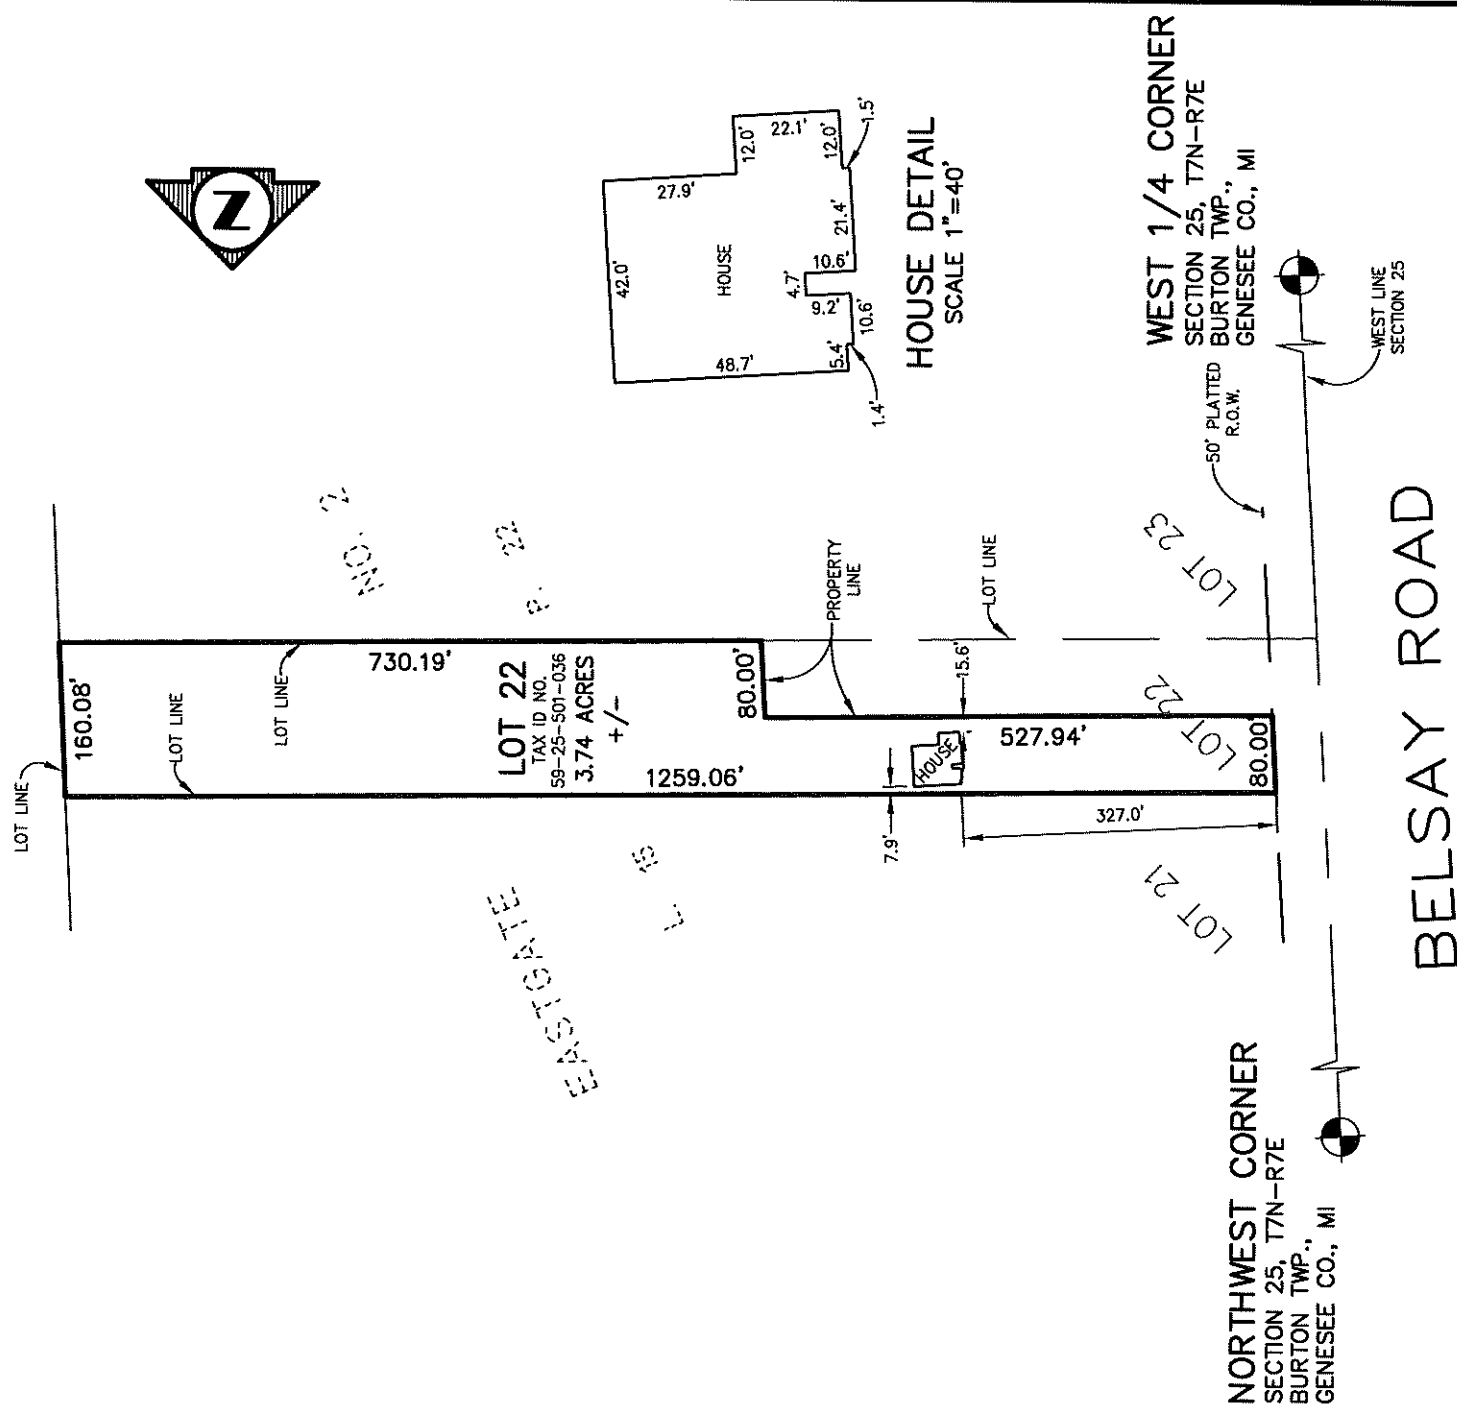 N
27.9'
42.0'
HOUSE
12.0'
22.1'
12.0'
1.5'
21.4'
10.6'
4.7'
9.2'
10.6'
48.7'
5.4'
1.4'
HOUSE DETAIL
SCALE 1"=40'
WEST 1/4 CORNER
SECTION 25, T7N-R7E
BURTON TWP.,
GENESEE CO., MI
50' PLATTED
R.O.W.
WEST LINE
SECTION 25
NO. 2
P. 22
LOT LINE
160.08'
LOT LINE
LOT LINE
730.19'
LOT 22
TAX ID NO.
59-25-501-036
3.74 ACRES
+/-
80.00'
1259.06'
PROPERTY
LINE
LOT LINE
15.6'
HOUSE
527.94'
7.9'
327.0'
80.00'
LOT 23
LOT 22
LOT 21
EASTGATE
L. 15
NORTHWEST CORNER
SECTION 25, T7N-R7E
BURTON TWP.,
GENESEE CO., MI
BELSAY ROAD